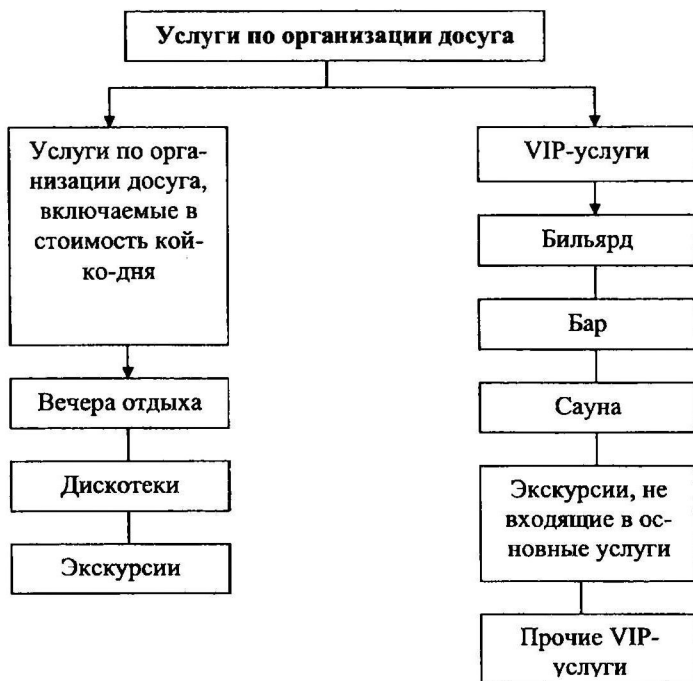 Услуги по организации досуга
Услуги по орга-
низации досуга,
включаемые в
стоимость кой-
ко-дня
Вечера отдыха
Дискотеки
Экскурсии
VIP-услуги
Бильярд
Бар
Сауна
Экскурсии, не
входящие в ос-
новные услуги
Прочие VIP-
услуги